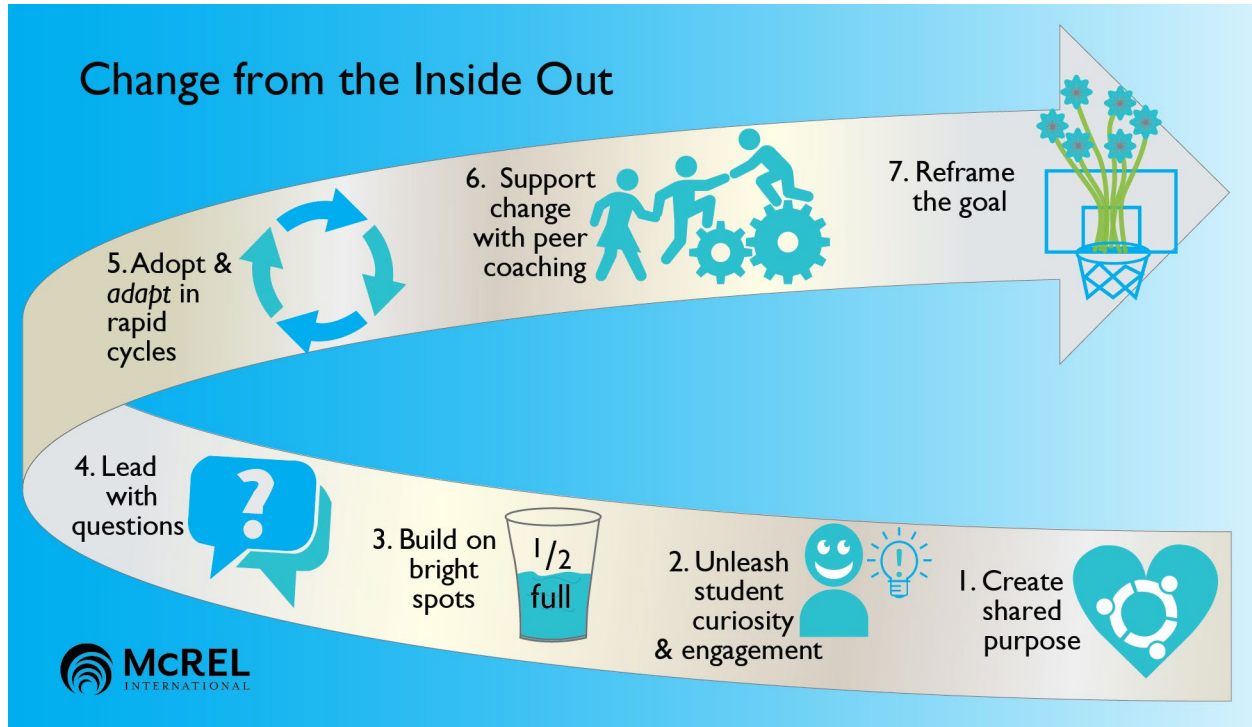 Change from the Inside Out
1. Create
shared
purpose
2. Unleash
student
curiosity
& engagement
3. Build on
bright
spots
1/2
full
4. Lead
with
questions
?
5. Adopt &
adapt in
rapid
cycles
6. Support
change
with peer
coaching
7. Reframe
the goal
!
McREL
INTERNATIONAL